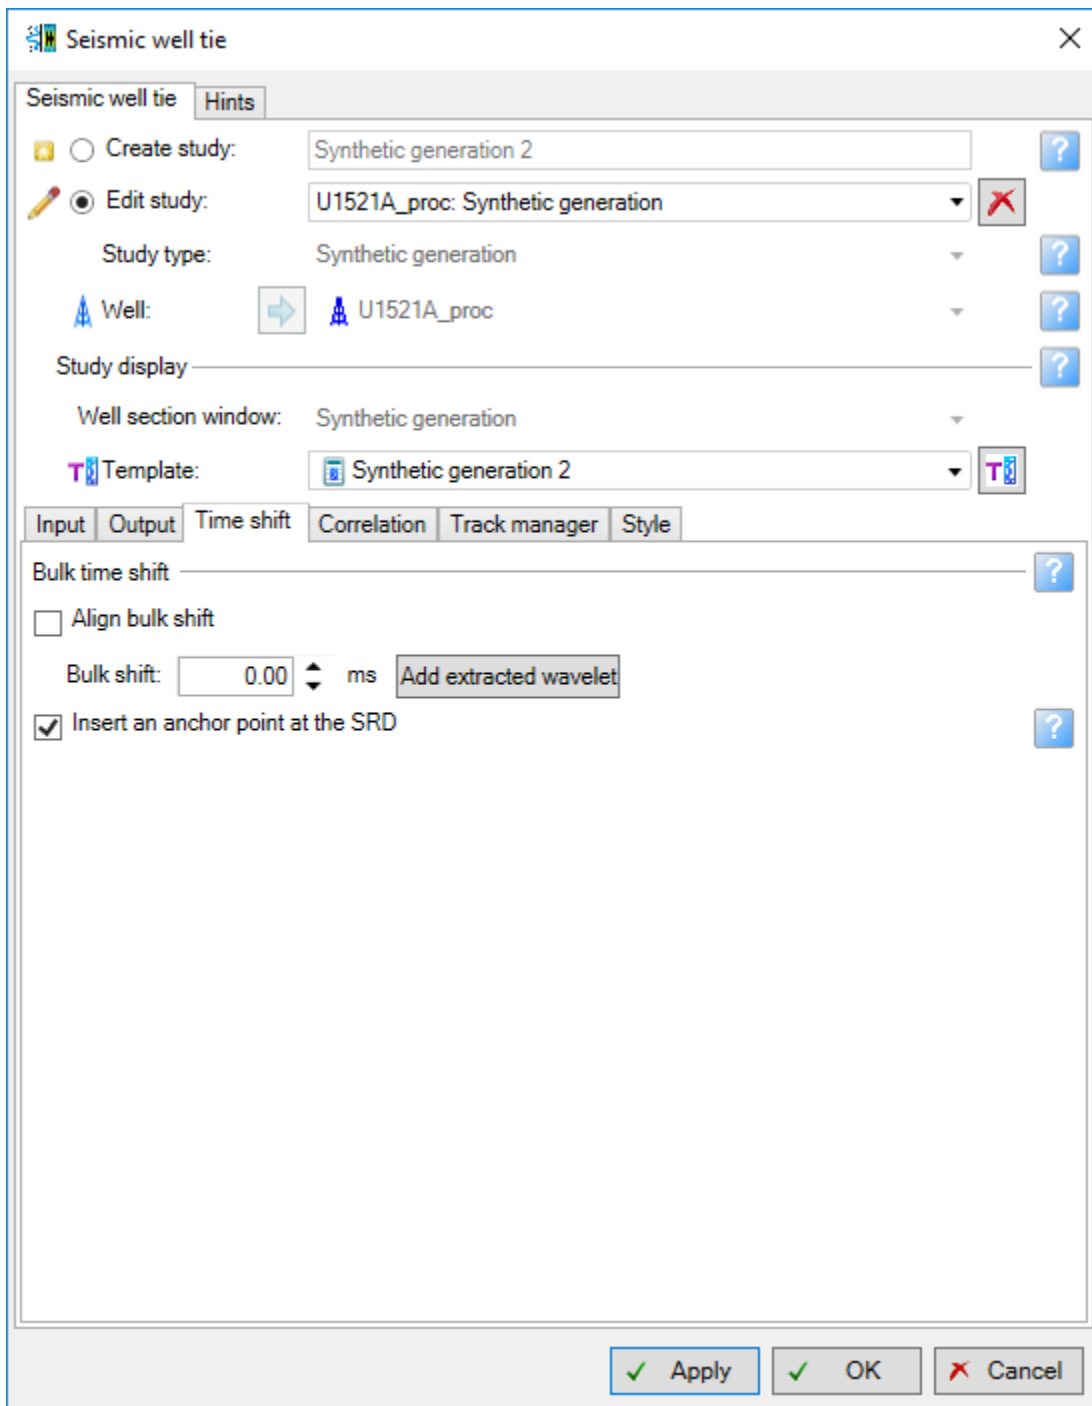 Seismic well tie
Seismic well tie Hints
Create study: Synthetic generation 2 ?
Edit study: U1521A_proc: Synthetic generation
Study type: Synthetic generation ?
Well: U1521A_proc ?
Study display ?
Well section window: Synthetic generation
Template: Synthetic generation 2
Input Output Time shift Correlation Track manager Style
Bulk time shift ?
Align bulk shift
Bulk shift: 0.00 ms Add extracted wavelet
Insert an anchor point at the SRD ?
Apply OK Cancel